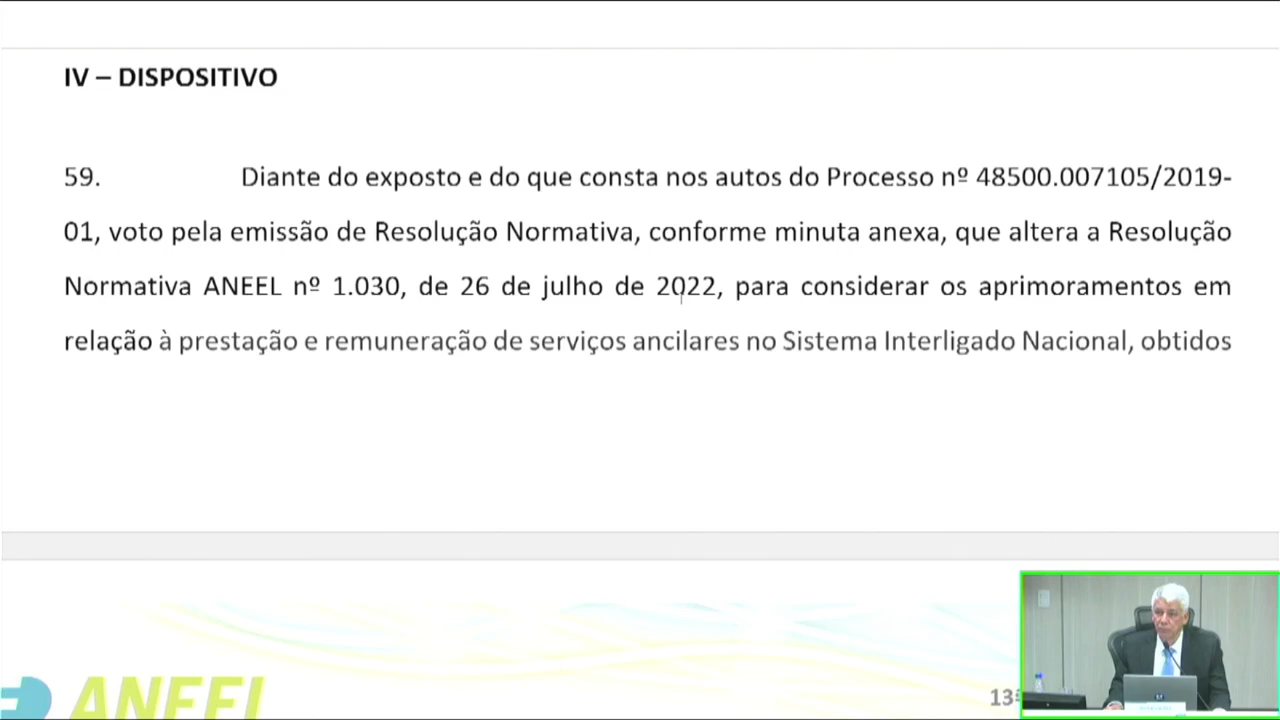 IV – DISPOSITIVO
59. Diante do exposto e do que consta nos autos do Processo nº 48500.007105/2019-
01, voto pela emissão de Resolução Normativa, conforme minuta anexa, que altera a Resolução
Normativa ANEEL nº 1.030, de 26 de julho de 2022, para considerar os aprimoramentos em
relação à prestação e remuneração de serviços ancilares no Sistema Interligado Nacional, obtidos
ANEEL
13ª